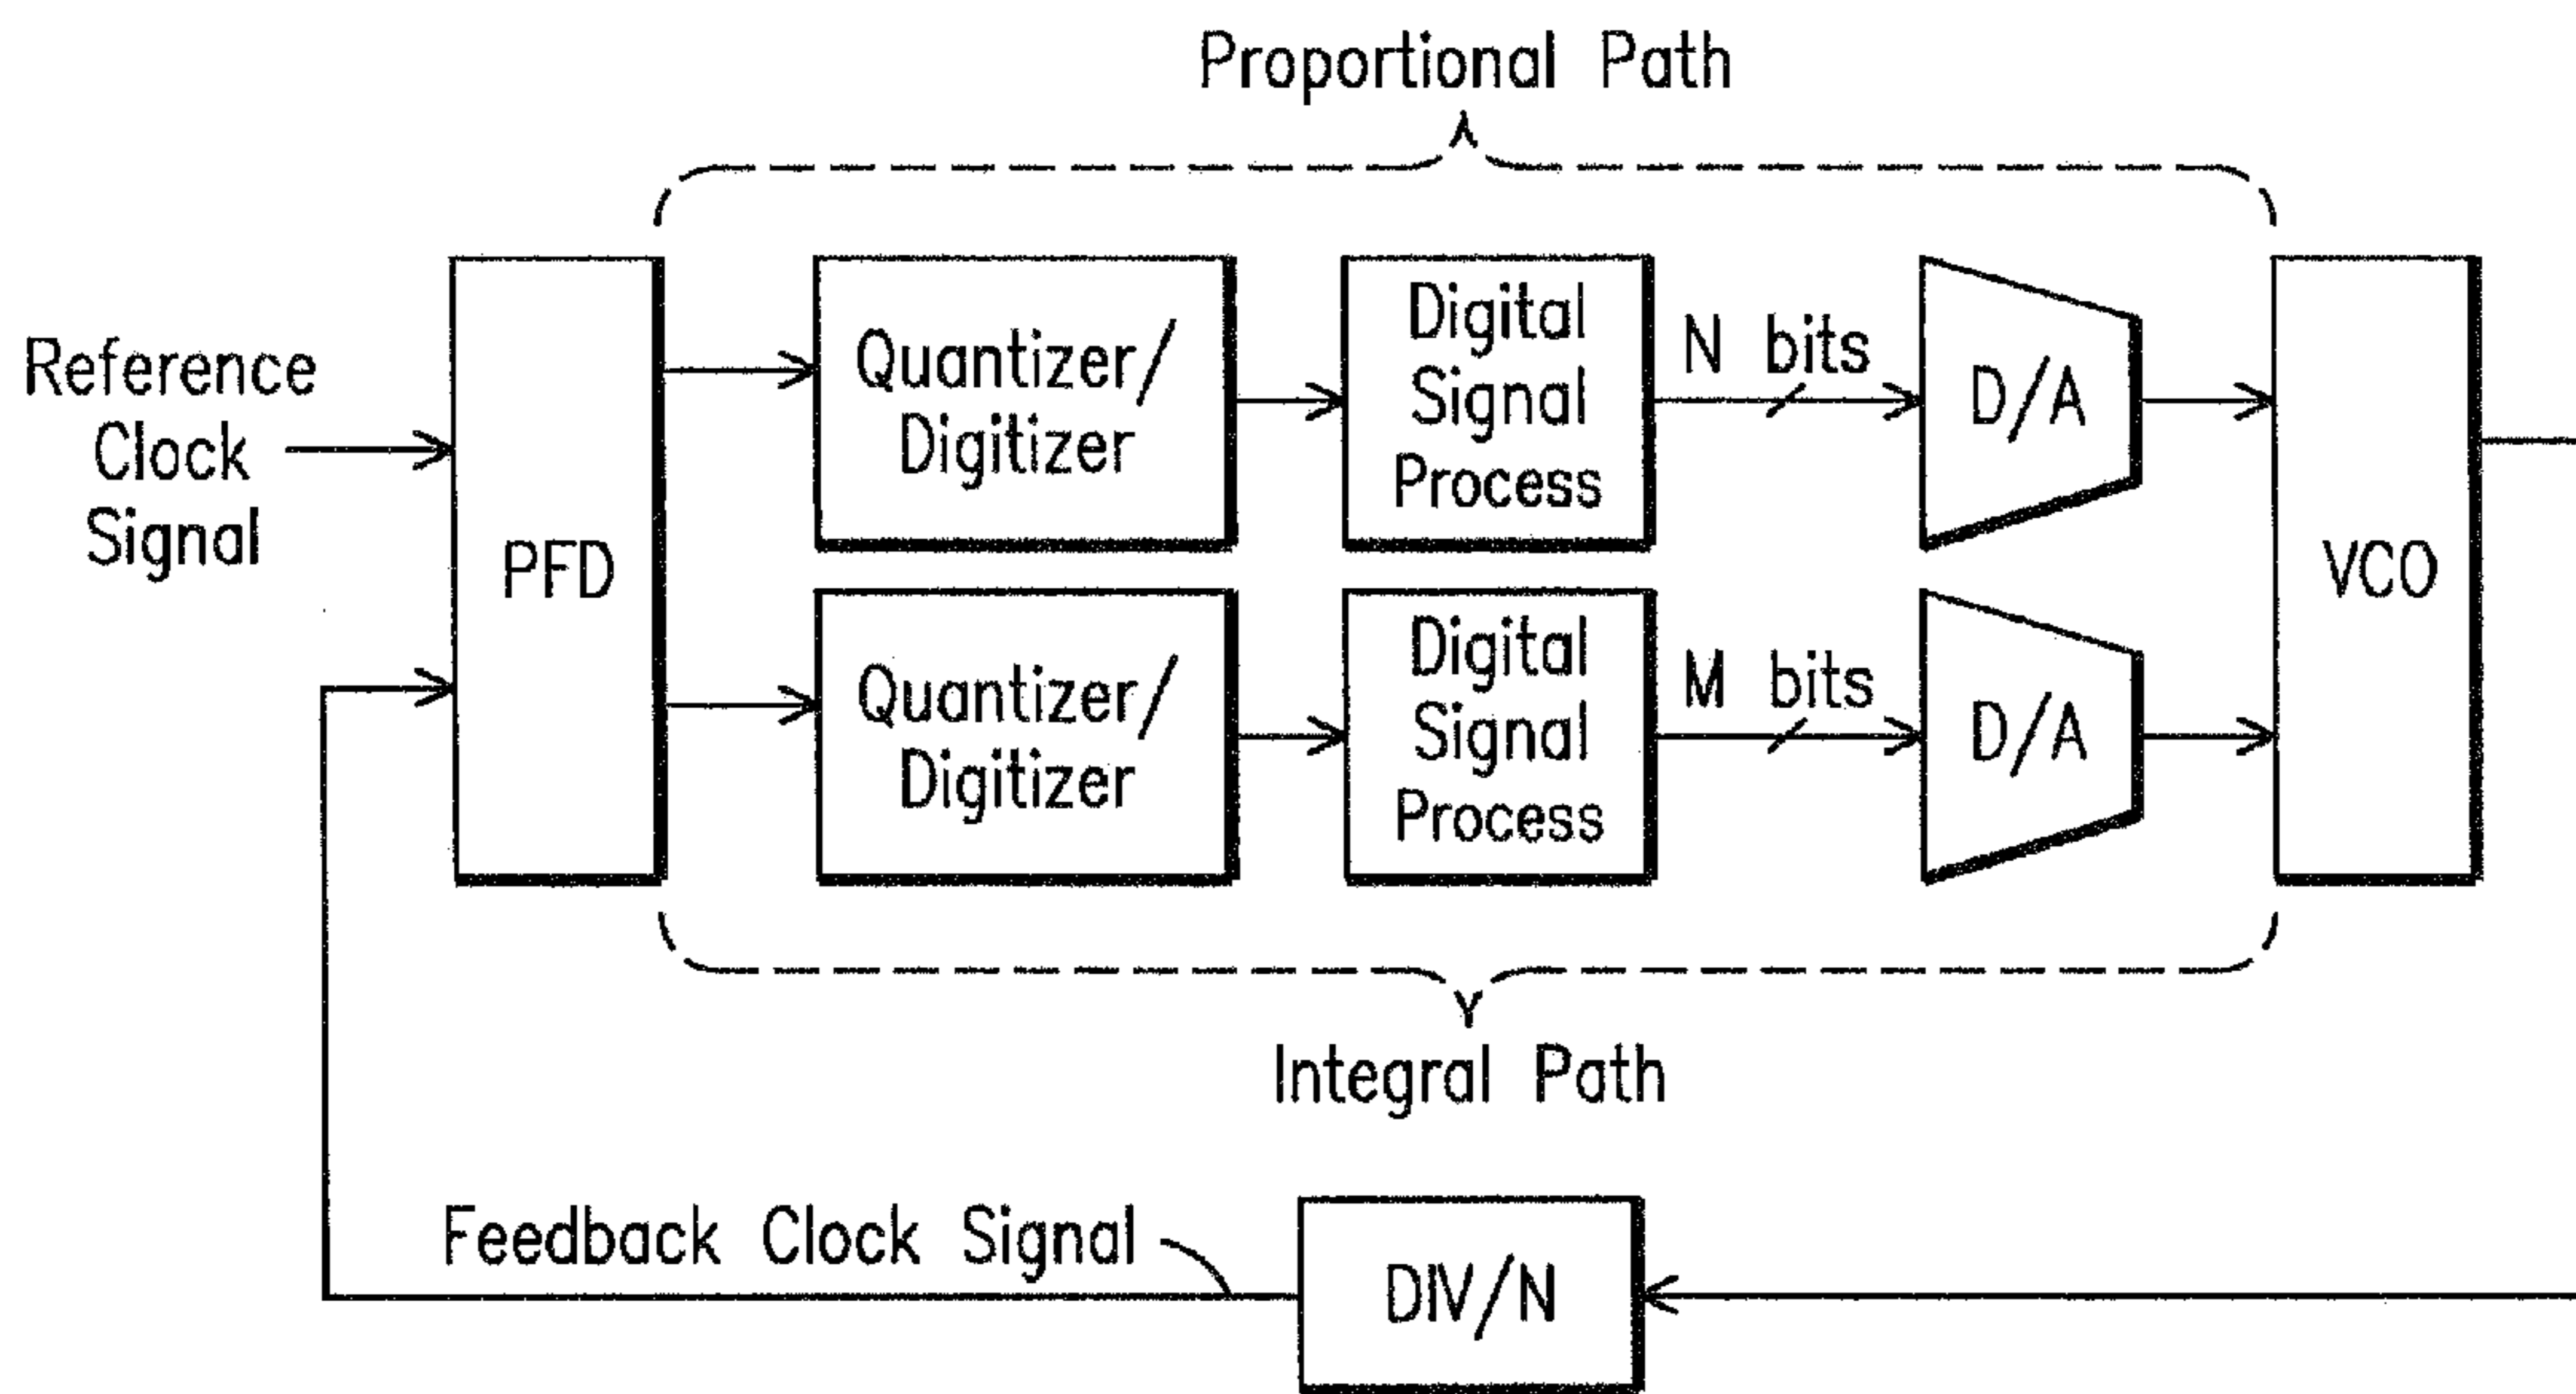 Proportional Path
Reference
Clock
Signal
PFD
Quantizer/
Digitizer
Digital
Signal
Process
N bits
D/A
VCO
Quantizer/
Digitizer
Digital
Signal
Process
M bits
D/A
Integral Path
Feedback Clock Signal
DIV/N